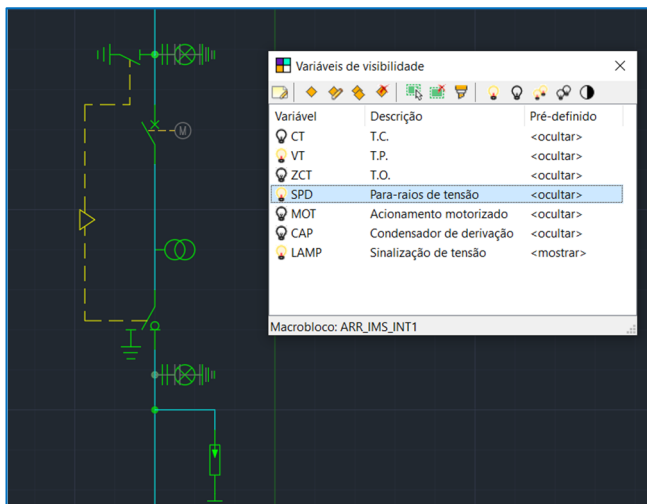 Variáveis de visibilidade
Variável Descrição Pré-definido
CT T.C. <ocultar>
VT T.P. <ocultar>
ZCT T.O. <ocultar>
SPD Para-raios de tensão <ocultar>
MOT Acionamento motorizado <ocultar>
CAP Condensador de derivação <ocultar>
LAMP Sinalização de tensão <mostrar>
Macrobloco: ARR_IMS_INT1
M